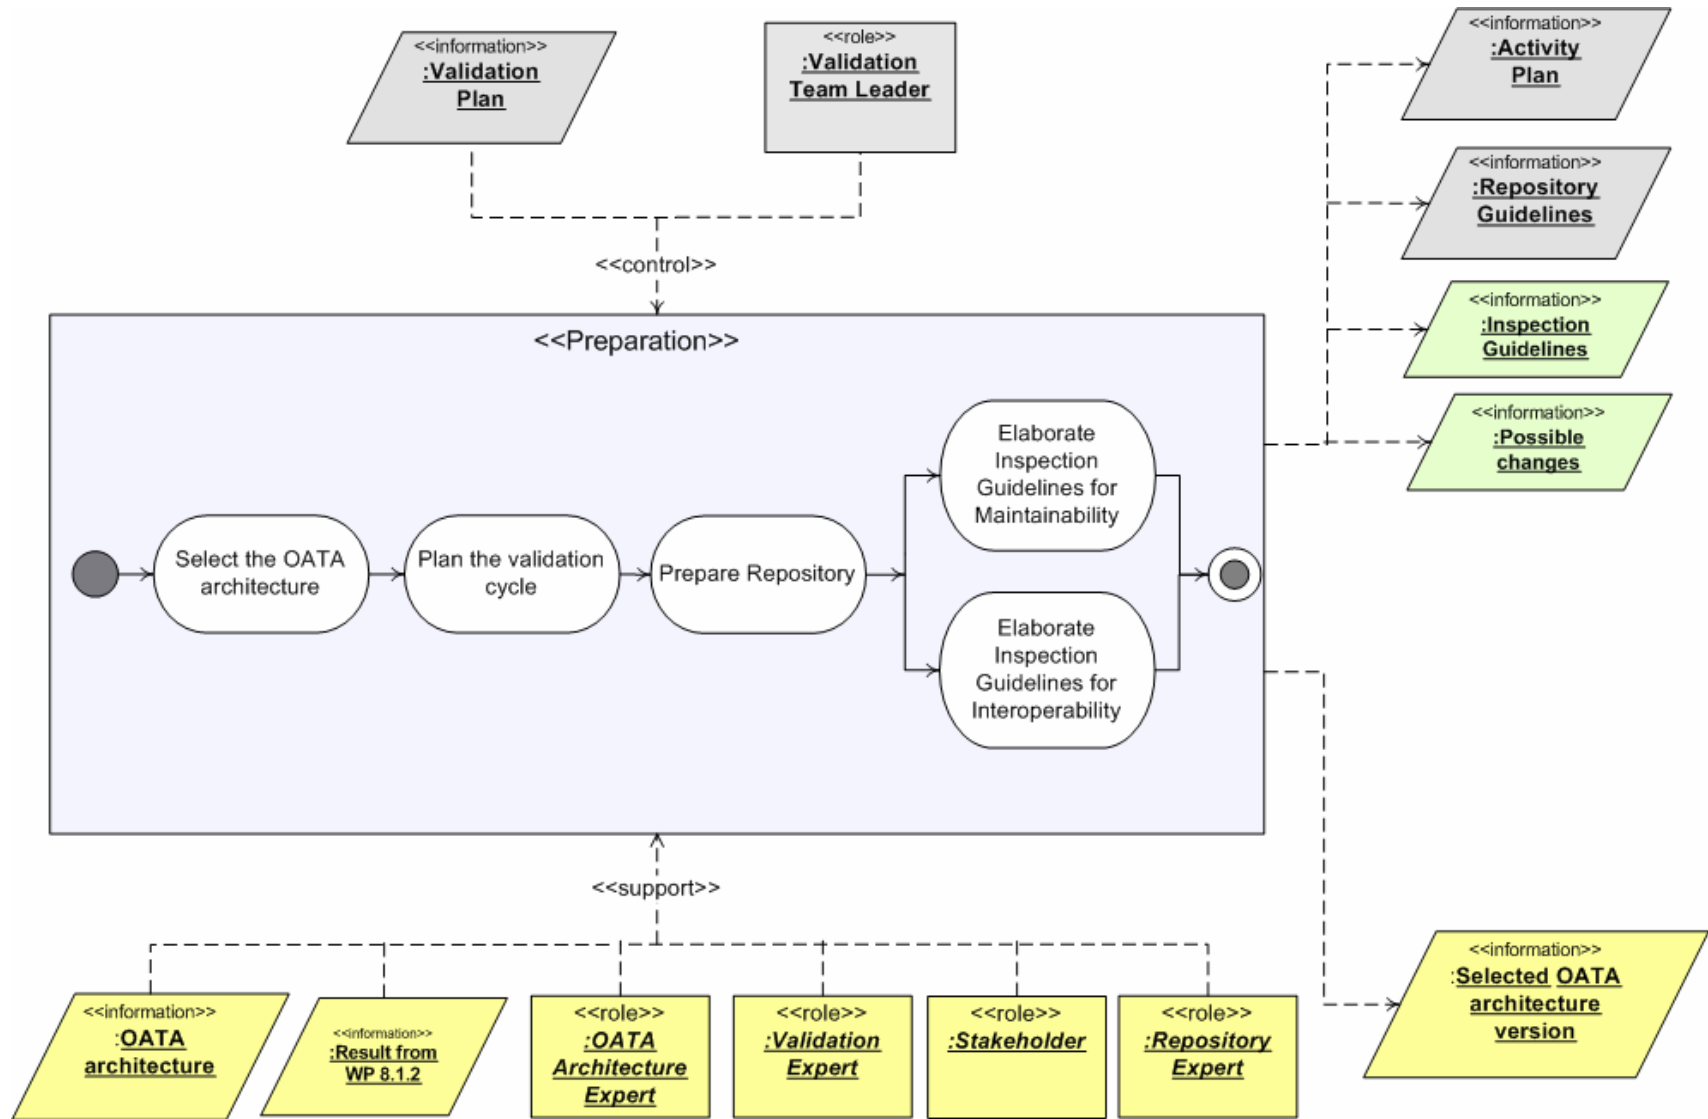 <<information>>
:Validation
Plan
<<role>>
:Validation
Team Leader
<<information>>
:Activity
Plan
<<information>>
:Repository
Guidelines
<<information>>
:Inspection
Guidelines
<<information>>
:Possible
changes
<<control>>
<<Preparation>>
Select the OATA
architecture
Plan the validation
cycle
Prepare Repository
Elaborate
Inspection
Guidelines for
Maintainability
Elaborate
Inspection
Guidelines for
Interoperability
<<support>>
<<information>>
:OATA
architecture
<<information>>
:Result from
WP 8.1.2
<<role>>
:OATA
Architecture
Expert
<<role>>
:Validation
Expert
<<role>>
:Stakeholder
<<role>>
:Repository
Expert
<<information>>
:Selected OATA
architecture
version